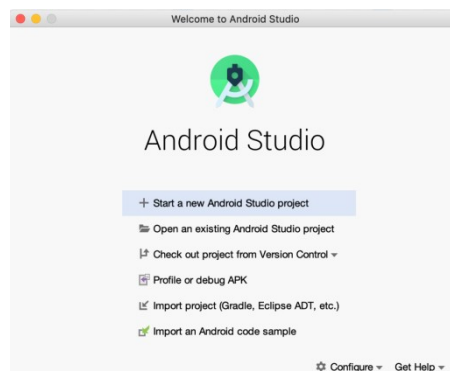 Welcome to Android Studio
Android Studio
Start a new Android Studio project
Open an existing Android Studio project
Check out project from Version Control
Profile or debug APK
Import project (Gradle, Eclipse ADT, etc.)
Import an Android code sample
Configure Get Help